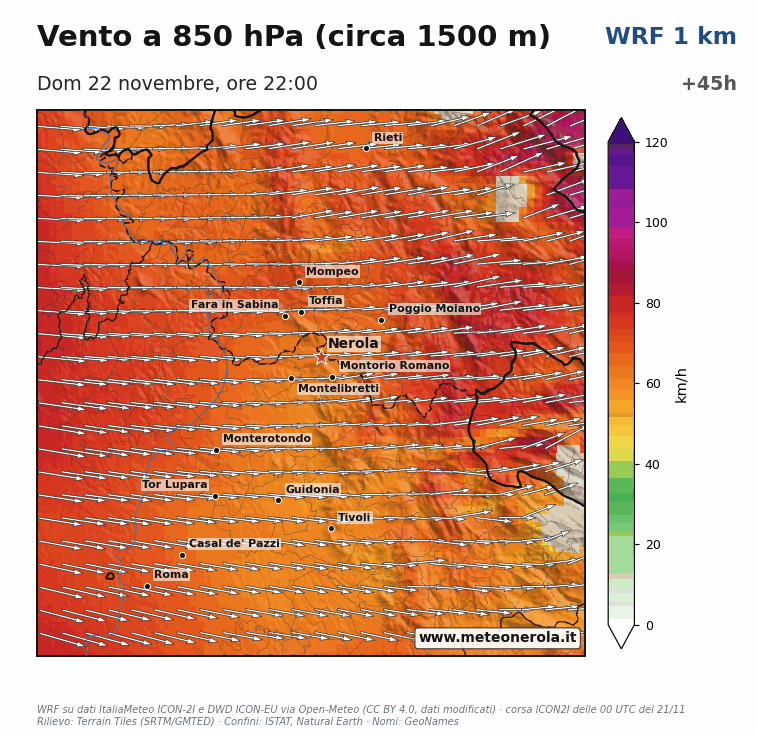 Vento a 850 hPa (circa 1500 m)
WRF 1 km
Dom 22 novembre, ore 22:00
+45h
Rieti
Mompeo
Fara in Sabina
Toffia
Poggio Moiano
Nerola
Montorio Romano
Montelibretti
Monterotondo
Tor Lupara
Guidonia
Tivoli
Casal de' Pazzi
Roma
www.meteonerola.it
120
100
80
60
40
20
0
km/h
WRF su dati ItaliaMeteo ICON-2I e DWD ICON-EU via Open-Meteo (CC BY 4.0, dati modificati) · corsa ICON2I delle 00 UTC del 21/11
Rilievo: Terrain Tiles (SRTM/GMTED) · Confini: ISTAT, Natural Earth · Nomi: GeoNames